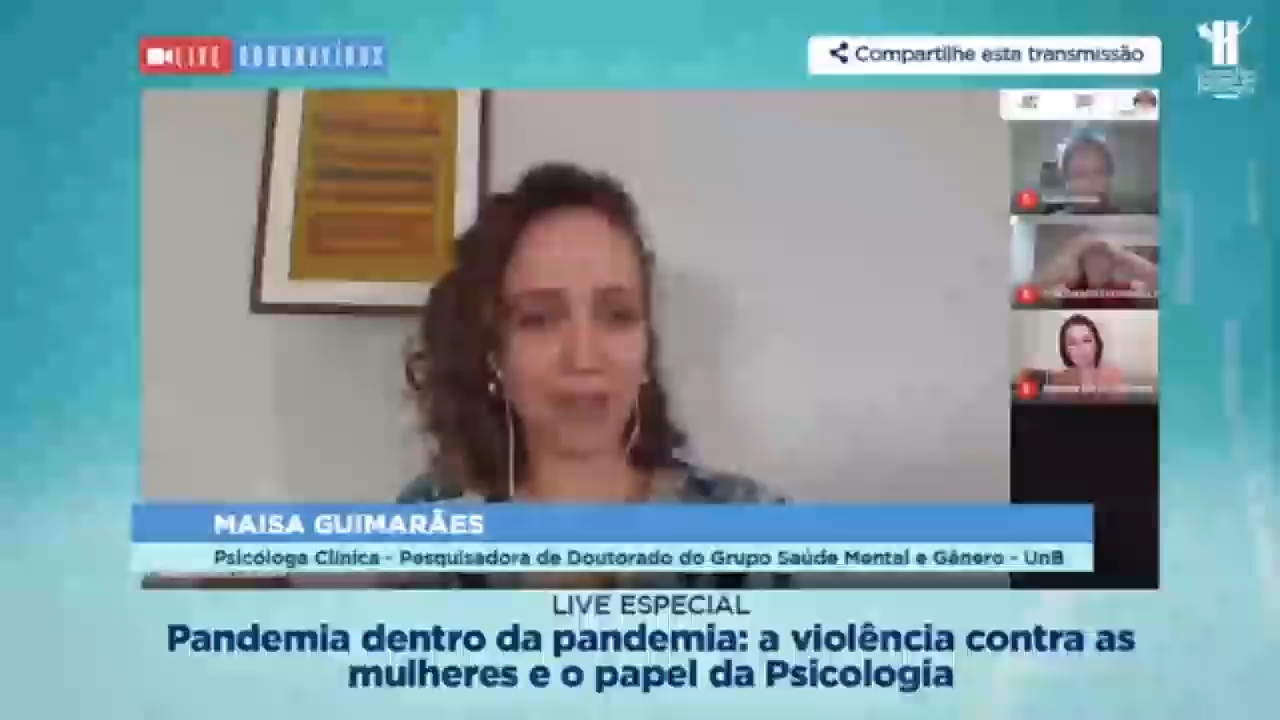 LIVE CORONAVÍRUS
Compartilhe esta transmissão
MAISA GUIMARÃES
Psicóloga Clínica - Pesquisadora de Doutorado do Grupo Saúde Mental e Gênero - UnB
LIVE ESPECIAL
Pandemia dentro da pandemia: a violência contra as
mulheres e o papel da Psicologia